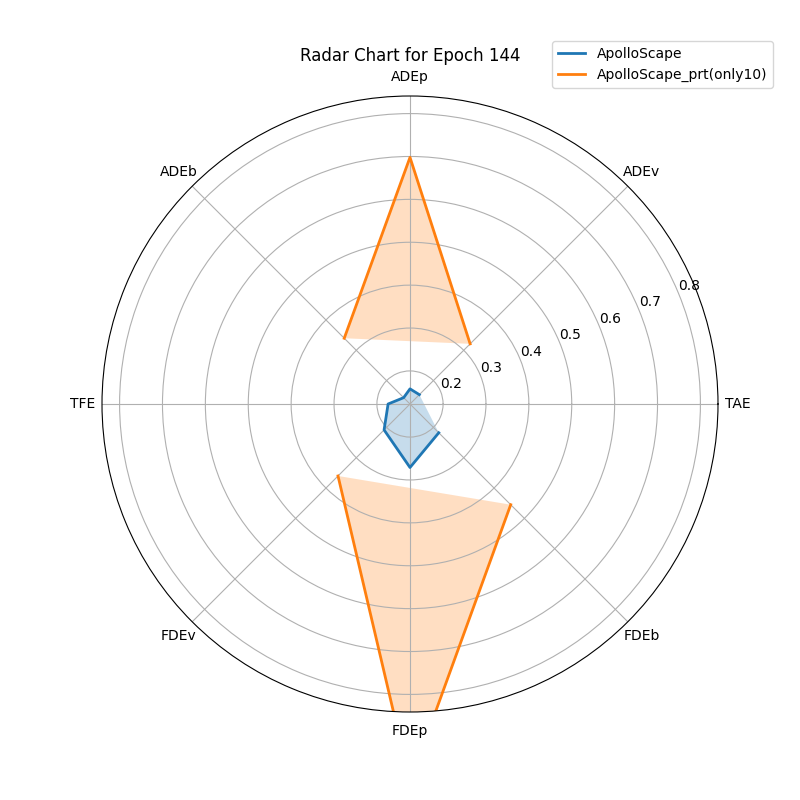 Radar Chart for Epoch 144
ApolloScape
ApolloScape_prt(only10)
ADEp
ADEb
ADEv
0.8
0.7
0.6
0.5
0.4
0.3
0.2
TFE
TAE
FDEv
FDEb
FDEp